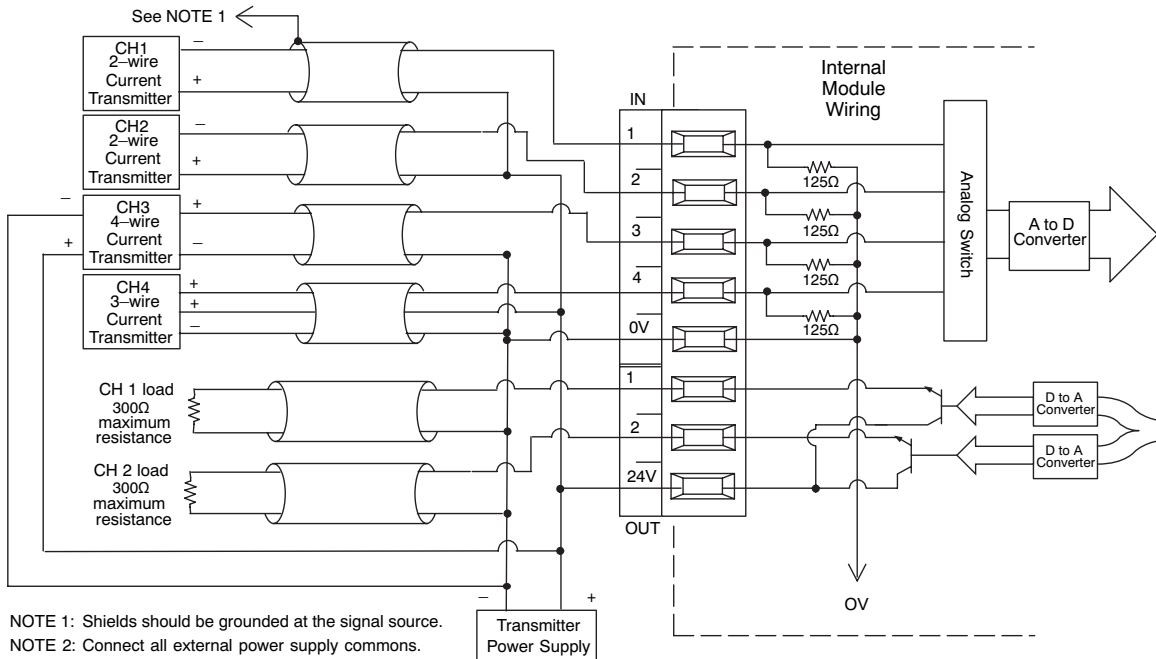 See NOTE 1
CH1
2–wire
Current
Transmitter
–
+
CH2
2–wire
Current
Transmitter
–
+
–
+
CH3
4–wire
Current
Transmitter
+
–
CH4
3–wire
Current
Transmitter
+
+
–
CH 1 load
300Ω
maximum
resistance
CH 2 load
300Ω
maximum
resistance
IN
1
2
3
4
0V
1
2
24V
OUT
Internal
Module
Wiring
125Ω
125Ω
125Ω
125Ω
Analog Switch
A to D
Converter
D to A
Converter
D to A
Converter
OV
–
+
Transmitter
Power Supply
NOTE 1: Shields should be grounded at the signal source.
NOTE 2: Connect all external power supply commons.